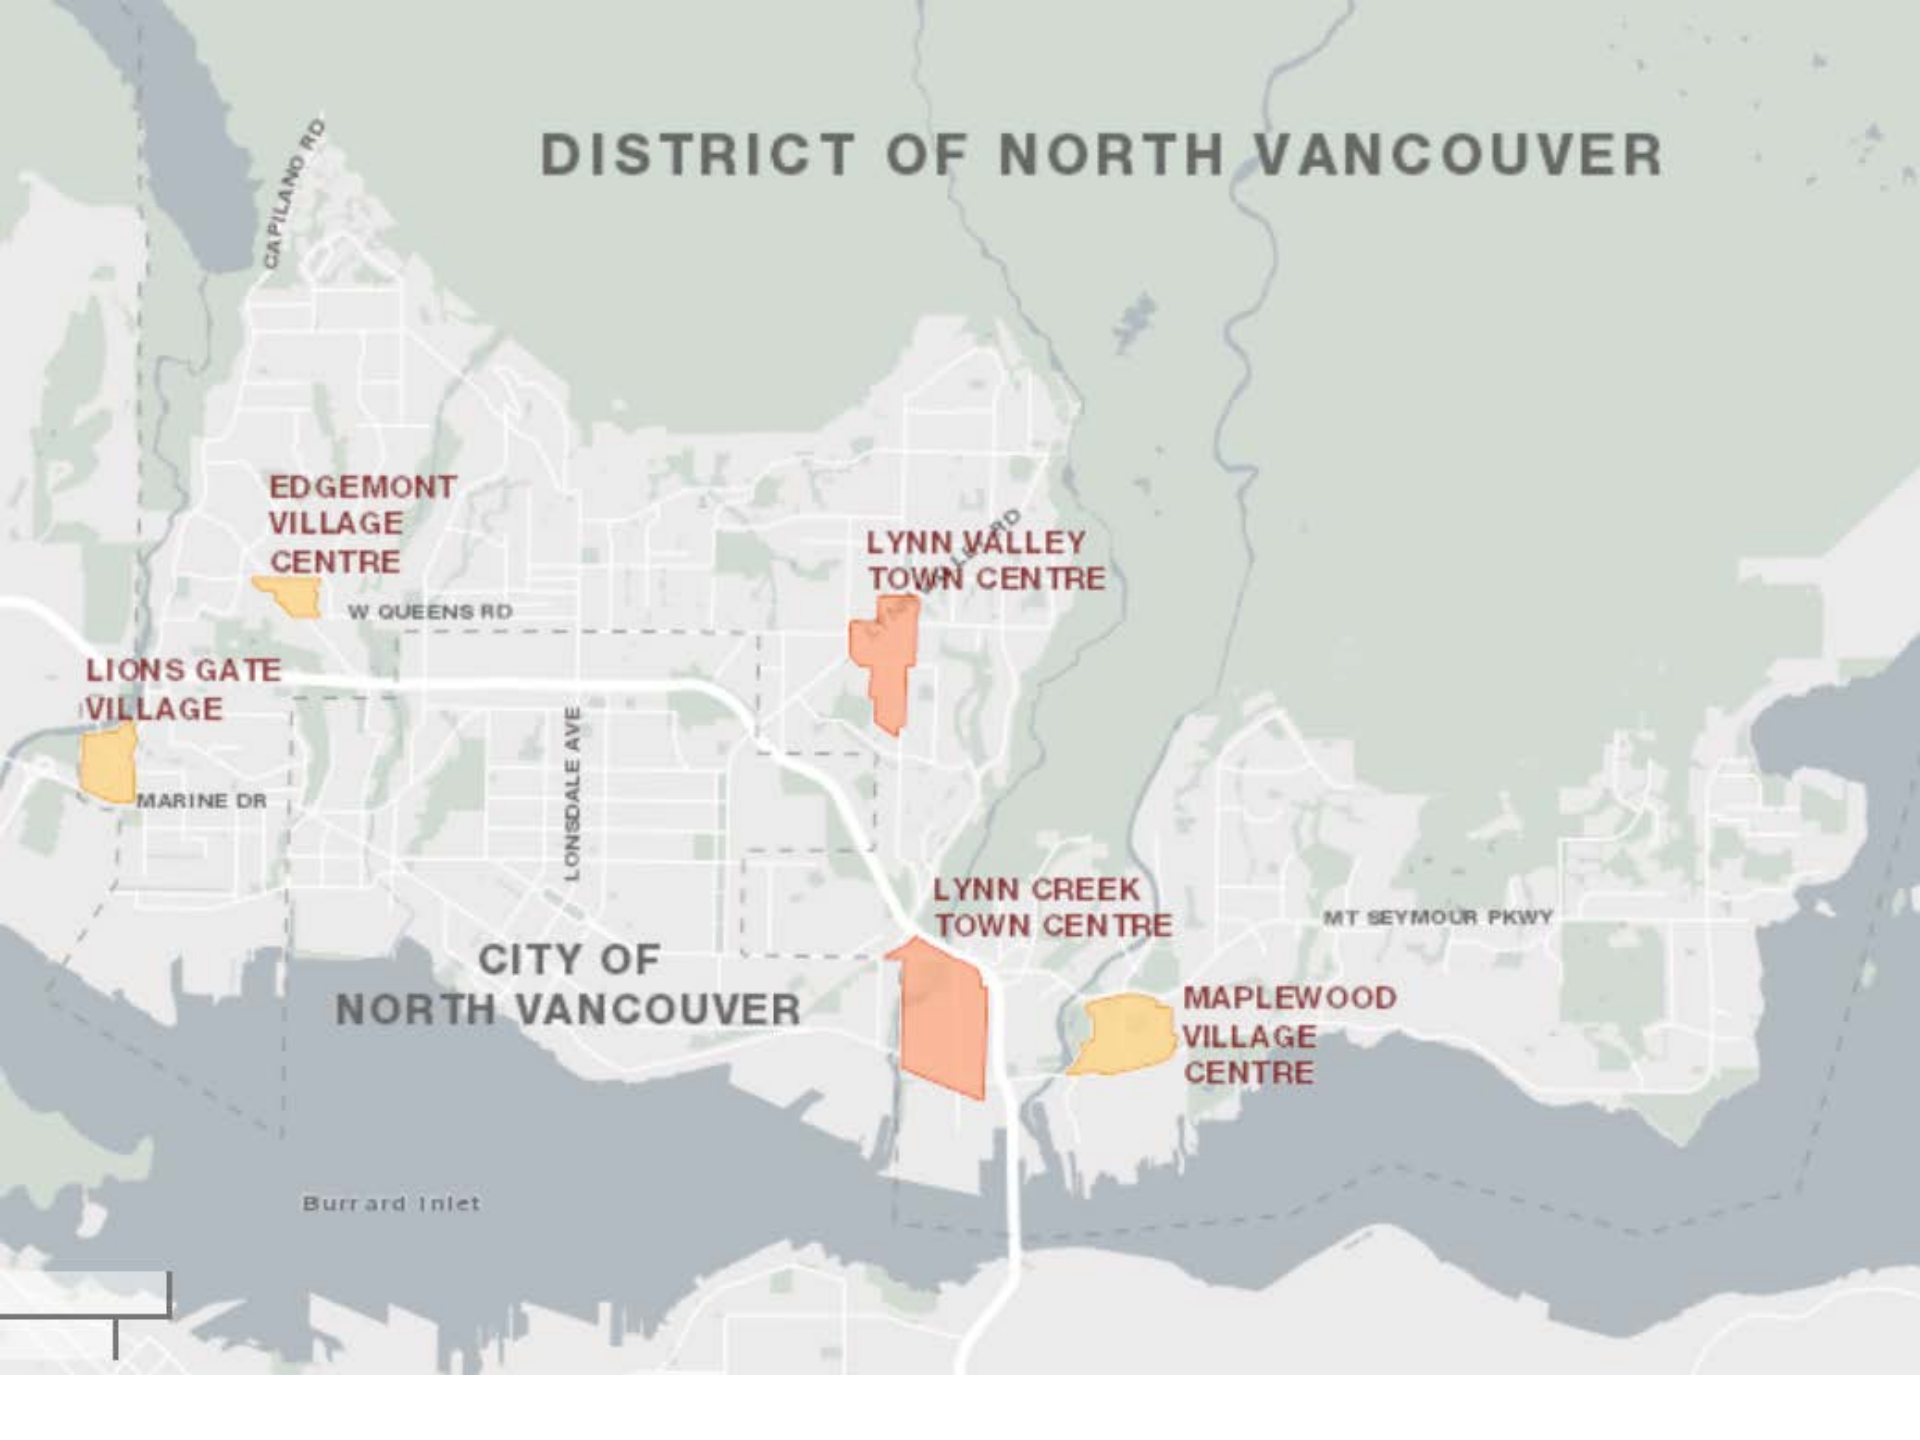 DISTRICT OF NORTH VANCOUVER
CAPILANO RD
EDGEMONT
VILLAGE
CENTRE
LYNN VALLEY
TOWN CENTRE
W QUEENS RD
LIONS GATE
VILLAGE
LONSDALE AVE
MARINE DR
LYNN CREEK
TOWN CENTRE
MT SEYMOUR PKWY
CITY OF
NORTH VANCOUVER
MAPLEWOOD
VILLAGE
CENTRE
Burrard Inlet
RD